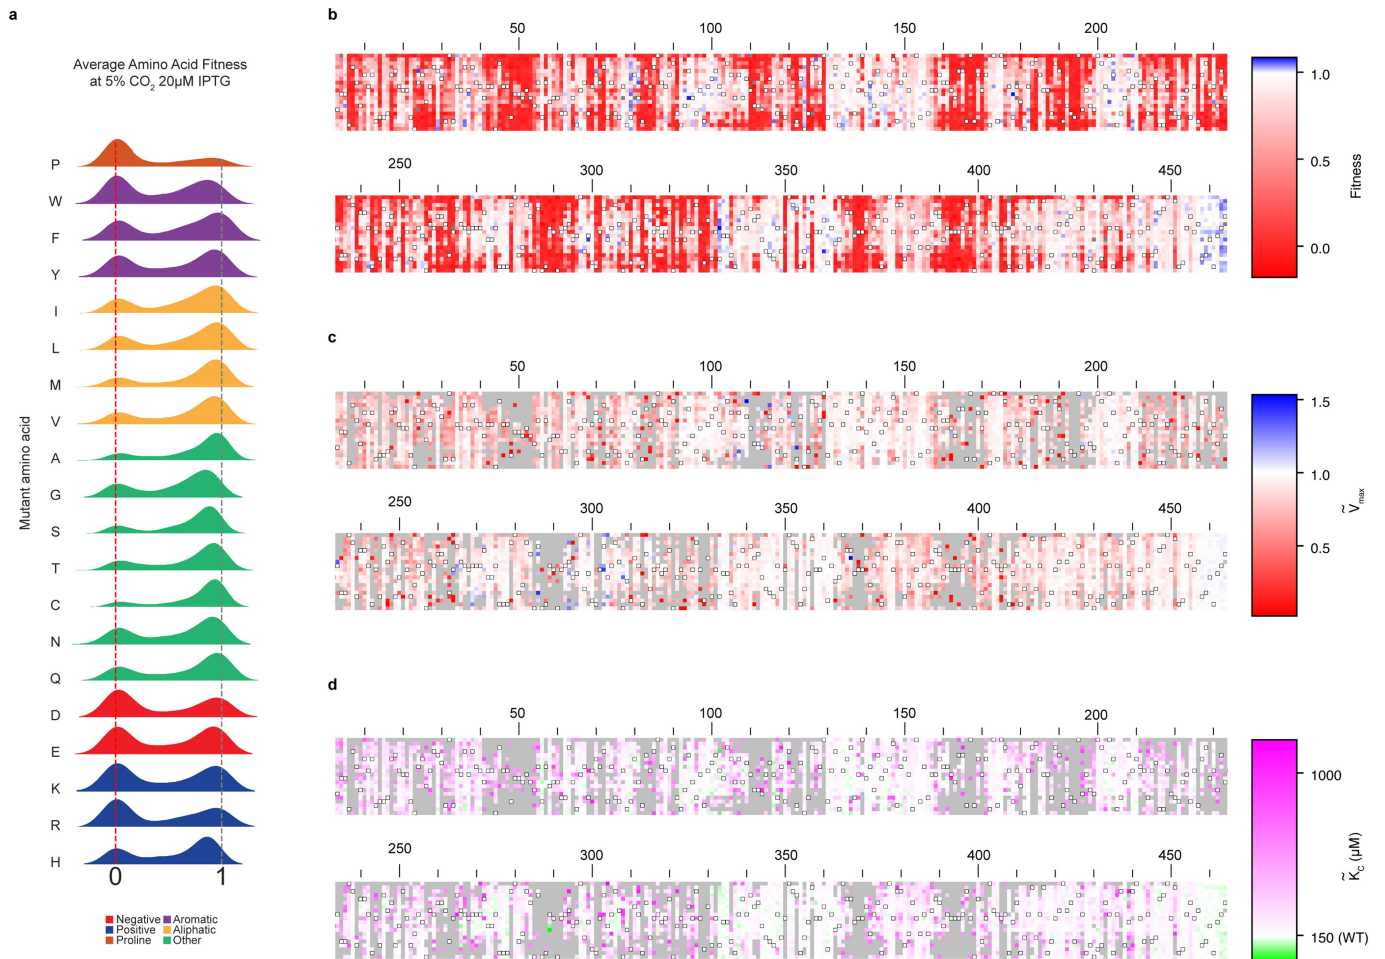 a
Average Amino Acid Fitness
at 5% CO₂ 20µM IPTG
Mutant amino acid
P
W
F
Y
I
L
M
V
A
G
S
T
C
N
Q
D
E
K
R
H
0 1
Negative Aromatic
Positive Aliphatic
Proline Other
b
50 100 150 200
250 300 350 400 450
1.0
0.5
0.0
Fitness
c
50 100 150 200
250 300 350 400 450
1.5
1.0
0.5
Ṽmax
d
50 100 150 200
250 300 350 400 450
1000
150 (WT)
K̃C (µM)